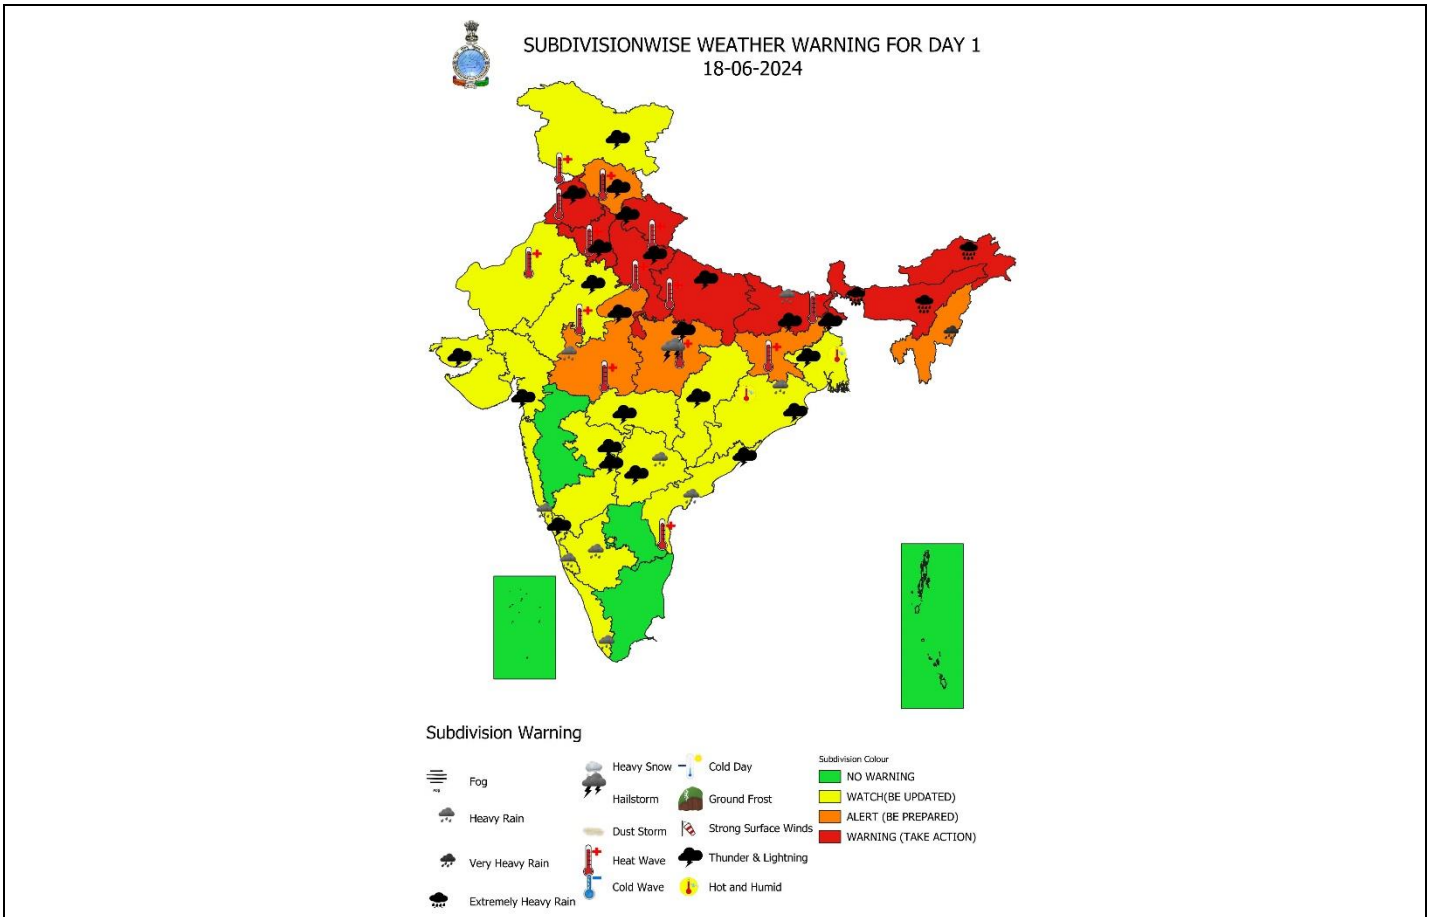 SUBDIVISIONWISE WEATHER WARNING FOR DAY 1
18-06-2024
Subdivision Warning
Fog
Heavy Rain
Very Heavy Rain
Extremely Heavy Rain
Heavy Snow
Hailstorm
Dust Storm
Heat Wave
Cold Wave
Cold Day
Ground Frost
Strong Surface Winds
Thunder & Lightning
Hot and Humid
Subdivision Colour
NO WARNING
WATCH(BE UPDATED)
ALERT (BE PREPARED)
WARNING (TAKE ACTION)